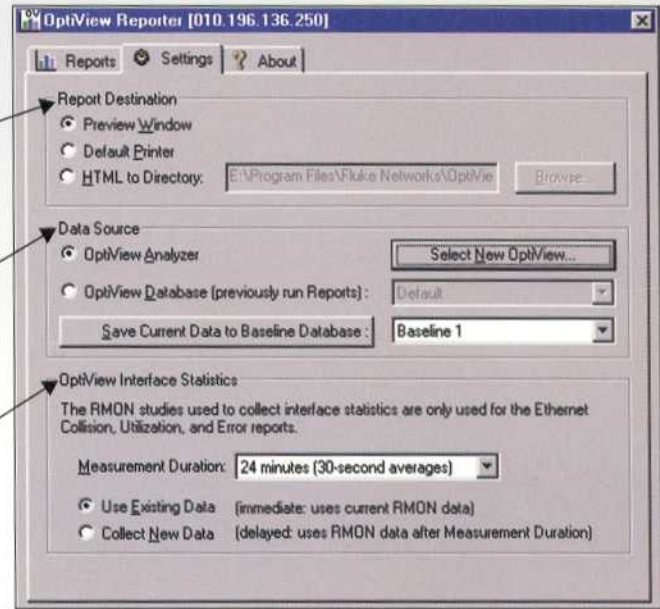 OptiView Reporter [010.196.136.250]
Reports Settings About
Report Destination
Preview Window
Default Printer
HTML to Directory: E:\Program Files\Fluke Networks\OptiVie Browse...
Data Source
OptiView Analyzer Select New OptiView...
OptiView Database (previously run Reports) : Default
Save Current Data to Baseline Database : Baseline 1
OptiView Interface Statistics
The RMON studies used to collect interface statistics are only used for the Ethernet
Collision, Utilization, and Error reports.
Measurement Duration: 24 minutes (30-second averages)
Use Existing Data (immediate: uses current RMON data)
Collect New Data (delayed: uses RMON data after Measurement Duration)